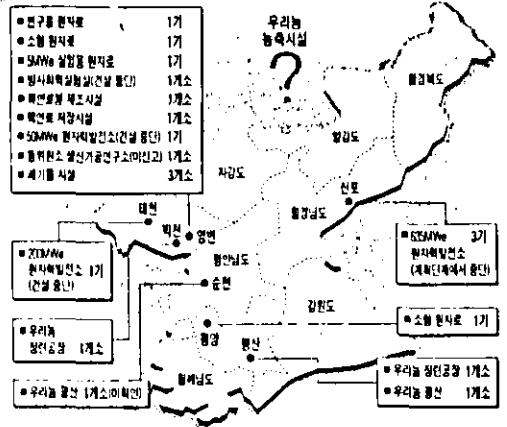 ■ 연구용 원자로 1기
■ 소형 원자로 1기
■ 5MWe 실험용 원자로 1기
■ 방사화학실험실(건설 중단) 1개소
■ 핵연료봉 제조시설 1개소
■ 핵연료 저장시설 1개소
■ 50MWe 원자력발전소(건설 중단) 1기
■ 동위원소 생산가공연구소(미신고) 1개소
■ 폐기물 시설 3개소
우리늄
농축시설
?
함경북도
량강도
자강도
신포
함경남도
태천
박천
영변
평안남도
■ 200MWe
원자력발전소 1기
(건설 중단)
■ 635MWe 3기
원자력발전소
(계획단계에서 중단)
순천
강원도
■ 우리늄
정련공장 1개소
평양
평산
■ 소형 원자로 1기
황해남도
■ 우리늄 광산 1개소(미확인)
■ 우리늄 정련공장 1개소
■ 우리늄 광산 1개소